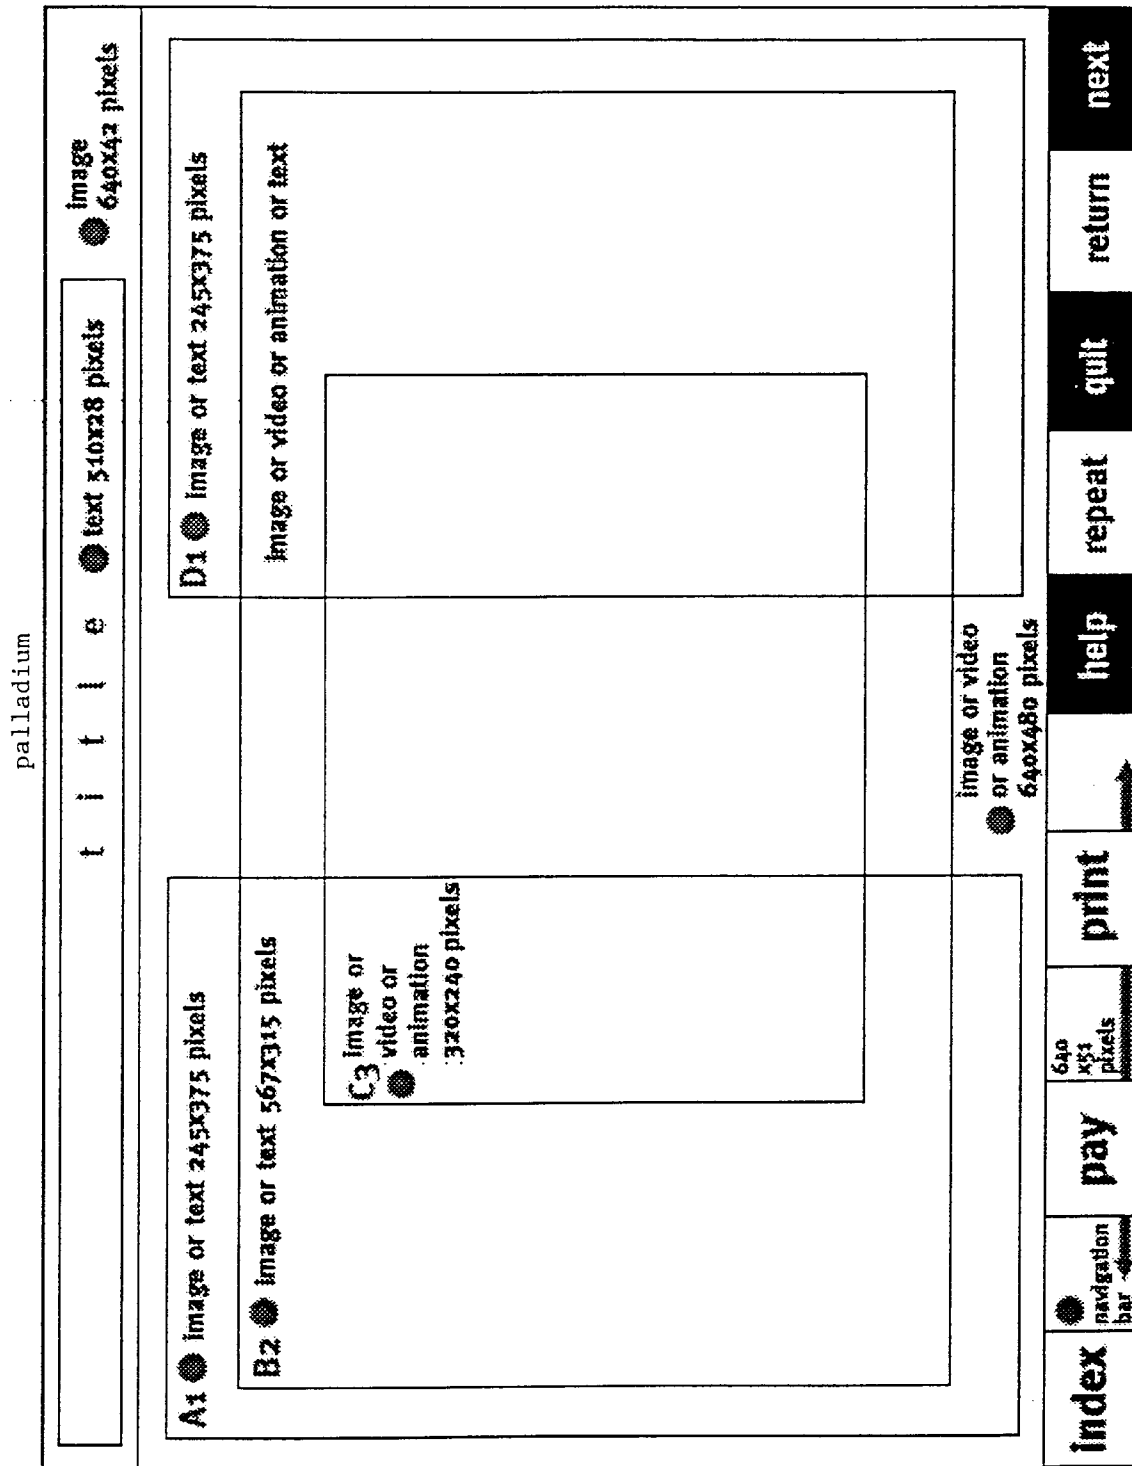 palladium
title
text 510x28 pixels
image
640x42 pixels
A1 image or text 245x375 pixels
D1 image or text 245x375 pixels
B2 image or text 567x315 pixels
image or video or animation or text
C3 image or
video or
animation
320x240 pixels
image or video
or animation
640x480 pixels
index
navigation
bar
pay
640
x51
pixels
print
help
repeat
quit
return
next